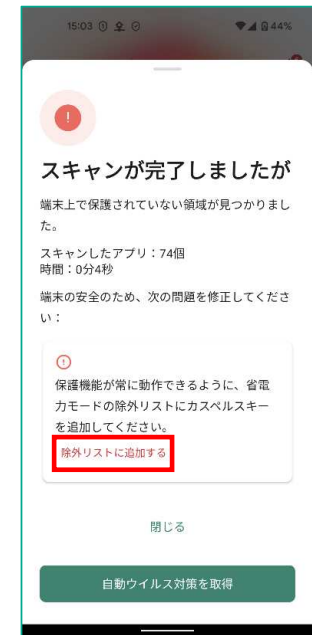 15:03
44%
スキャンが完了しましたが
端末上で保護されていない領域が見つかりまし
た。
スキャンしたアプリ：74個
時間：0分4秒
端末の安全のため、次の問題を修正してくださ
い：
保護機能が常に動作できるように、省電
力モードの除外リストにカスペルスキー
を追加してください。
除外リストに追加する
閉じる
自動ウイルス対策を取得